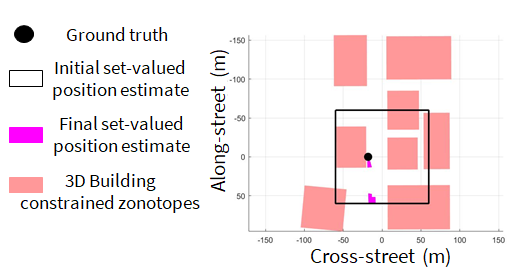 Ground truth
Initial set-valued
position estimate
Final set-valued
position estimate
3D Building
constrained zonotopes
Along-street (m)
-150
-100
-50
0
50
-150
-100
-50
0
50
100
150
Cross-street (m)